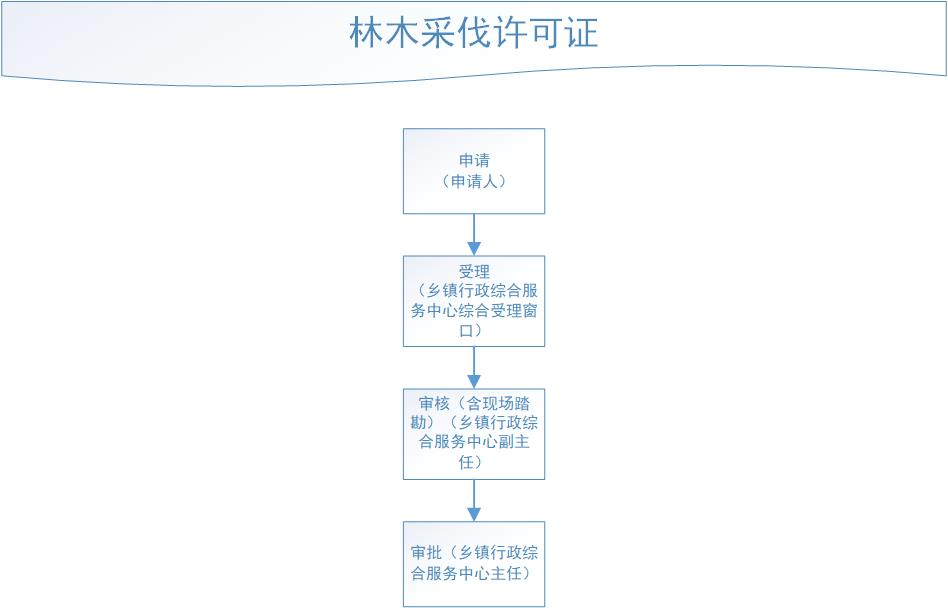 林木采伐许可证
申请
（申请人）
受理
（乡镇行政综合服
务中心综合受理窗
口）
审核（含现场踏
勘）（乡镇行政综
合服务中心副主
任）
审批（乡镇行政综
合服务中心主任）